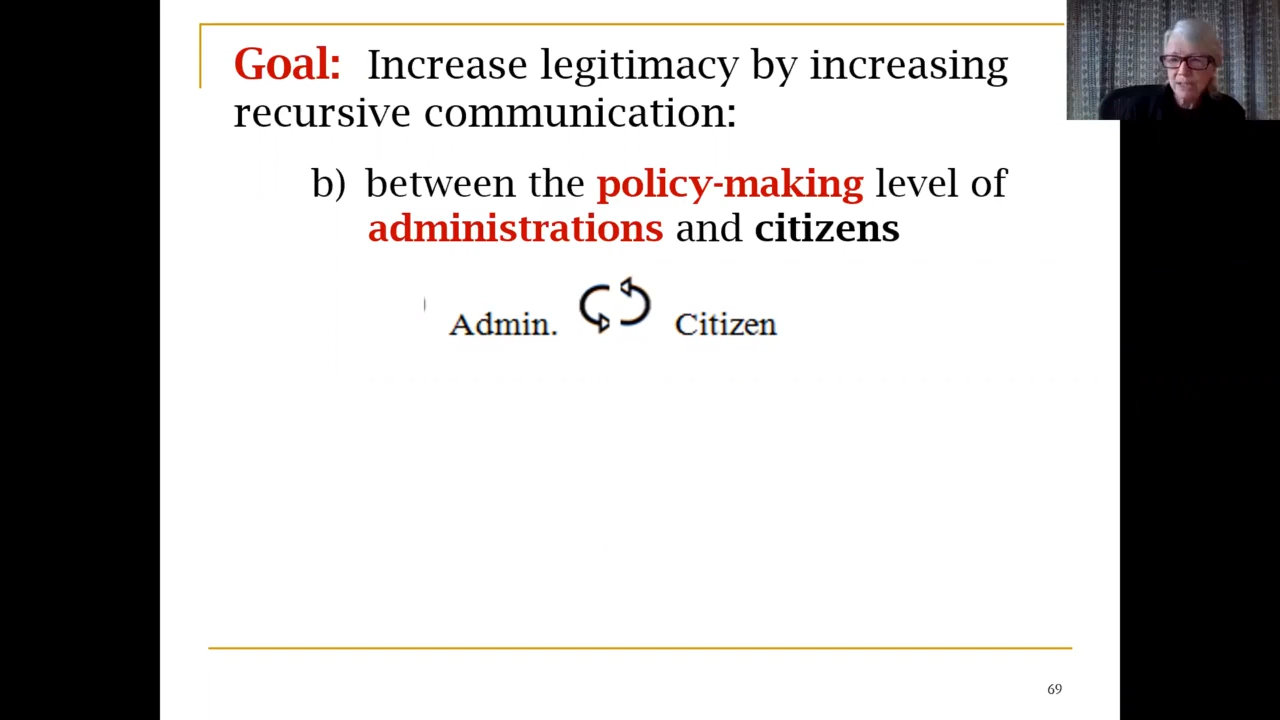 Goal: Increase legitimacy by increasing
recursive communication:
b) between the policy-making level of
administrations and citizens
Admin. Citizen
69